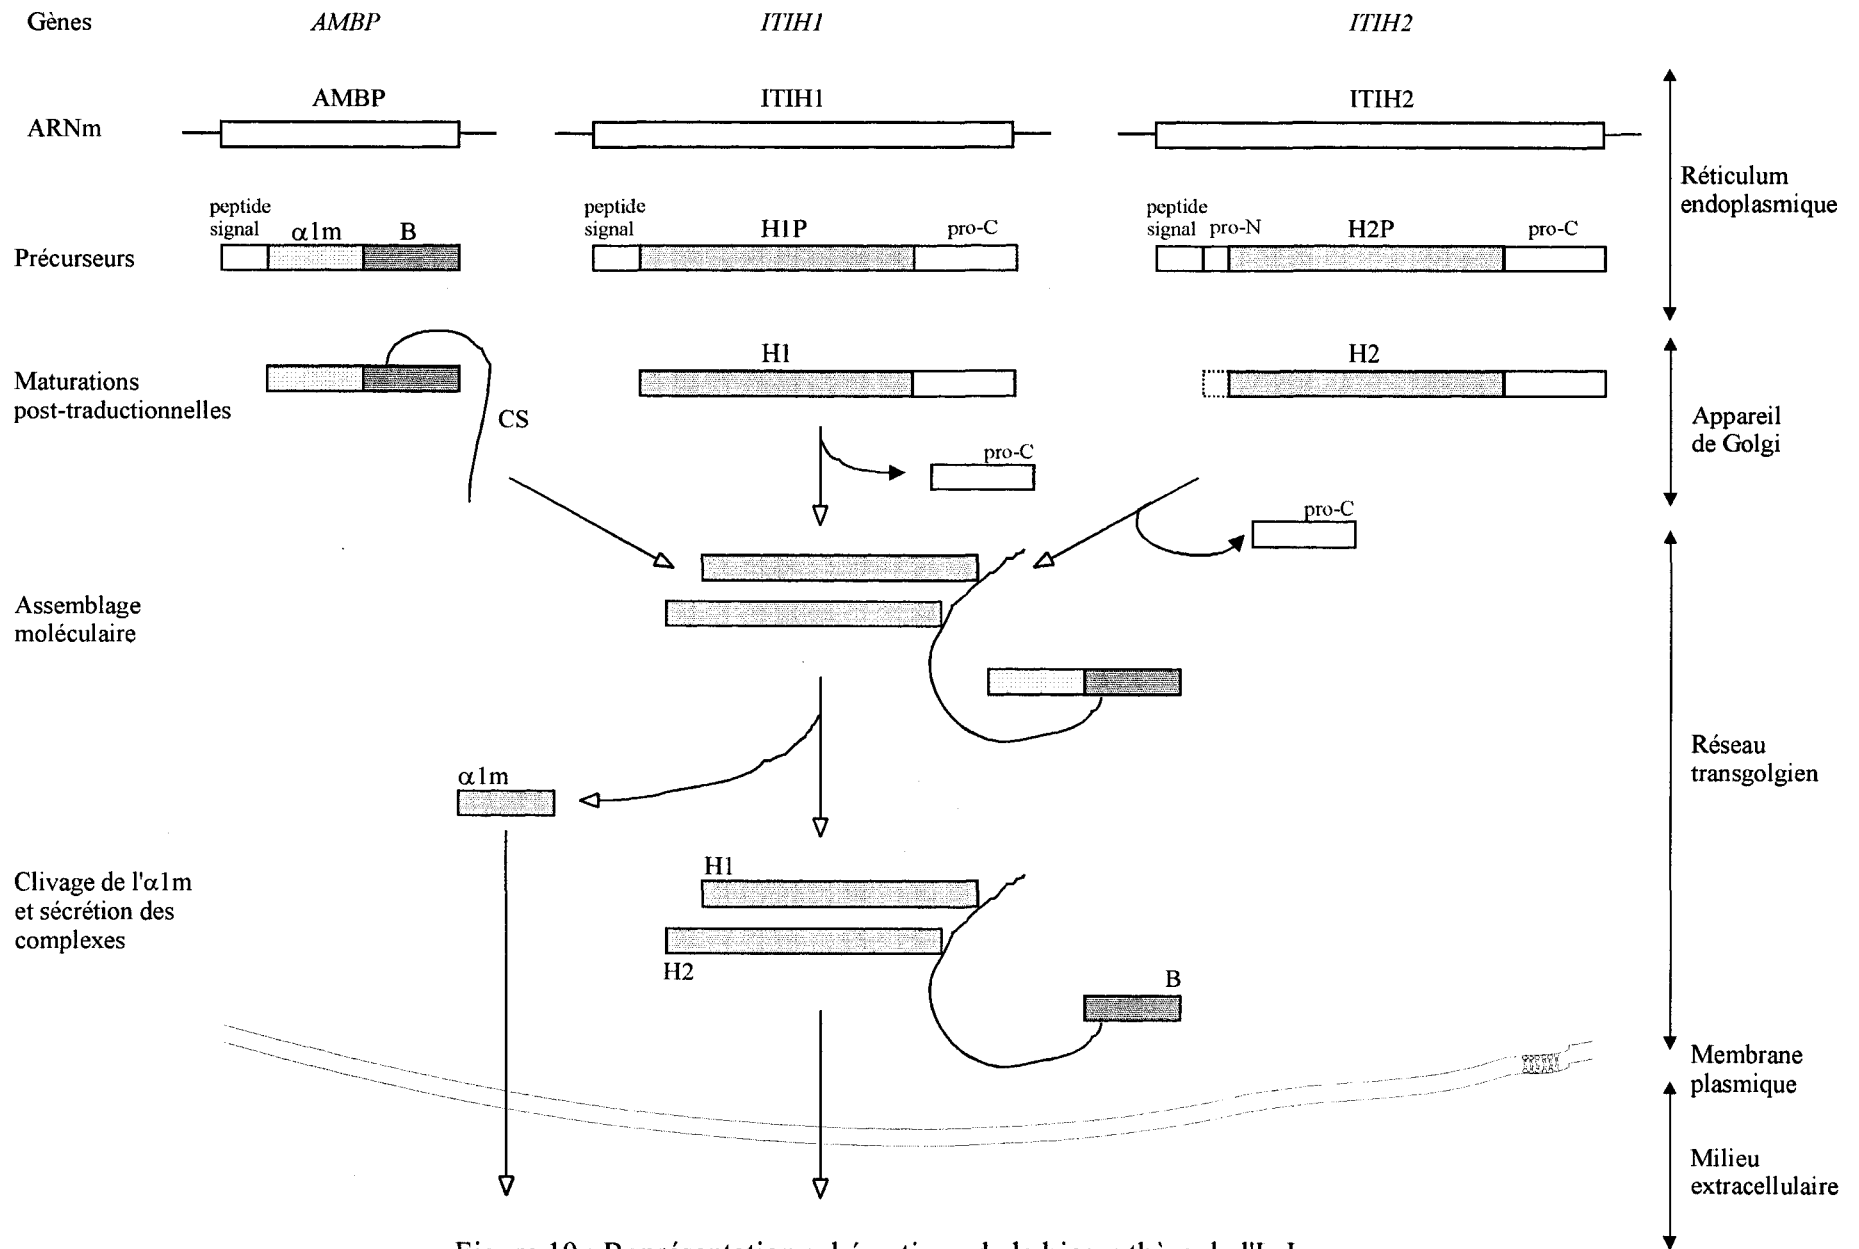 Gènes
AMBP
ITIH1
ITIH2
AMBP
ITIH1
ITIH2
ARNm
Réticulum
endoplasmique
peptide
signal
α1m
B
peptide
signal
H1P
pro-C
peptide
signal
pro-N
H2P
pro-C
Précurseurs
H1
H2
Maturations
post-traductionnelles
CS
Appareil
de Golgi
pro-C
pro-C
Assemblage
moléculaire
Réseau
transgolgien
α1m
H1
Clivage de l'α1m
et sécrétion des
complexes
H2
B
Membrane
plasmique
Milieu
extracellulaire